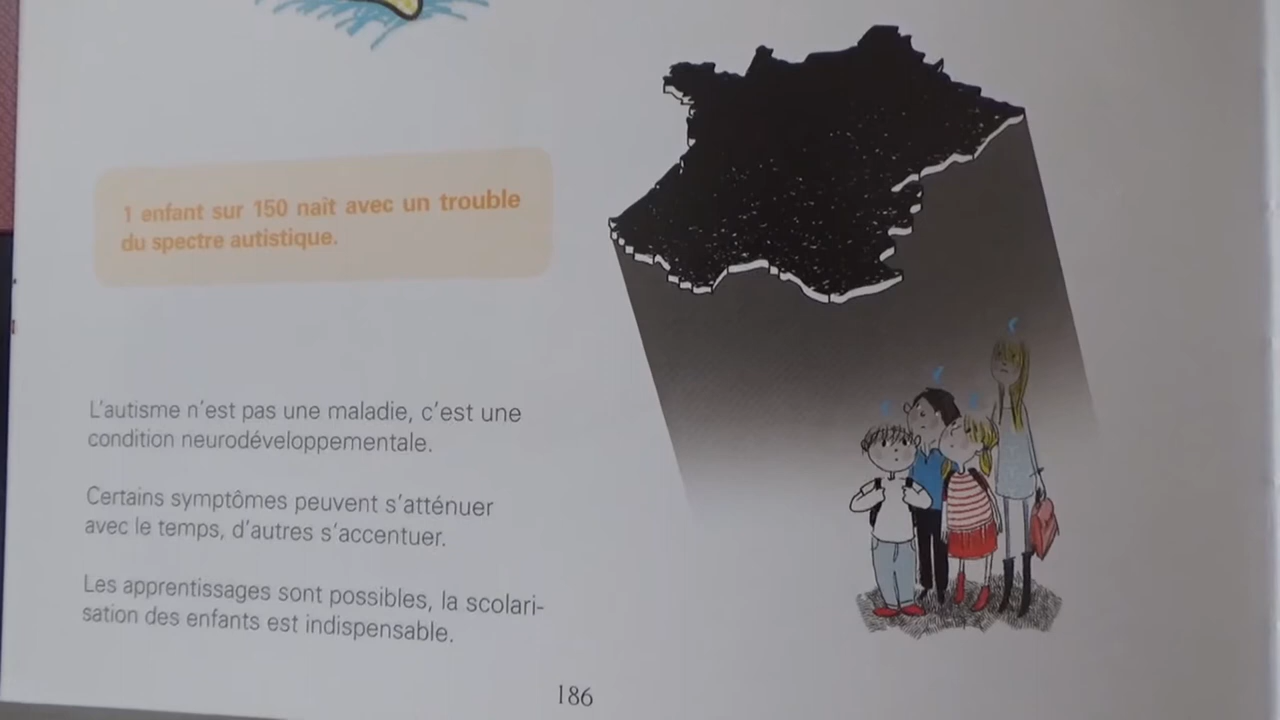 1 enfant sur 150 naît avec un trouble
du spectre autistique.
L'autisme n'est pas une maladie, c'est une
condition neurodéveloppementale.
Certains symptômes peuvent s'atténuer
avec le temps, d'autres s'accentuer.
Les apprentissages sont possibles, la scolari-
sation des enfants est indispensable.
186